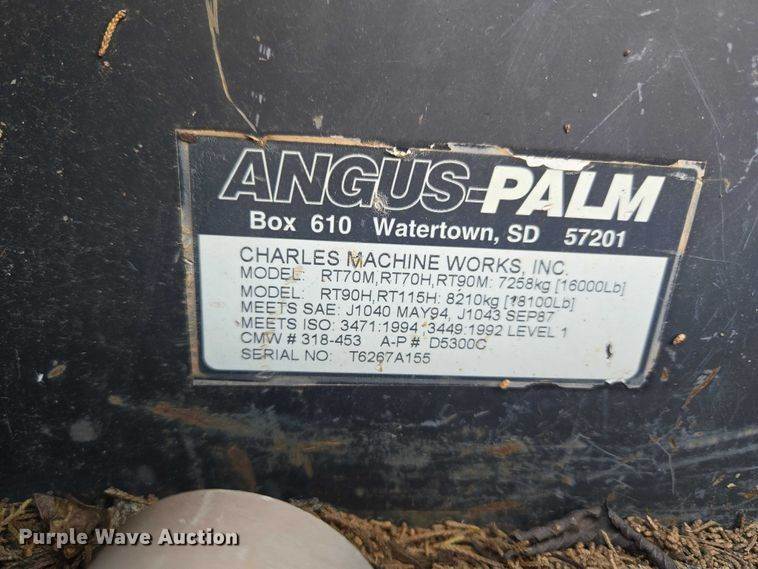 ANGUS-PALM
Box 610 Watertown, SD 57201
CHARLES MACHINE WORKS, INC.
MODEL: RT70M,RT70H,RT90M: 7258kg [16000Lb]
MODEL: RT90H,RT115H: 8210kg [18100Lb]
MEETS SAE: J1040 MAY94, J1043 SEP87
MEETS ISO: 3471:1994 ,3449:1992 LEVEL 1
CMW # 318-453 A-P # D5300C
SERIAL NO: T6267A155
Purple Wave Auction